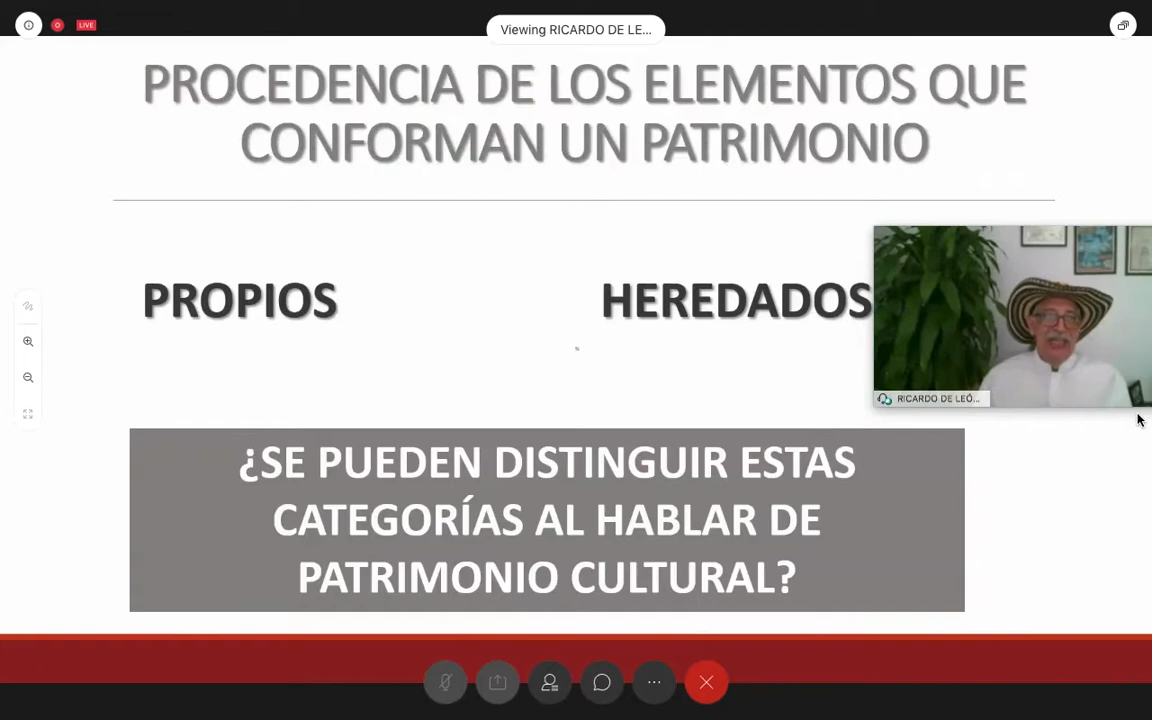 LIVE
Viewing RICARDO DE LE...
PROCEDENCIA DE LOS ELEMENTOS QUE
CONFORMAN UN PATRIMONIO
PROPIOS
HEREDADOS
RICARDO DE LEÓ...
¿SE PUEDEN DISTINGUIR ESTAS
CATEGORÍAS AL HABLAR DE
PATRIMONIO CULTURAL?